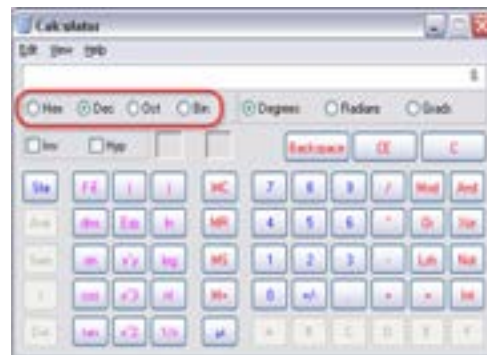 Calculator
Edit View Help
0
Hex Dec Oct Bin Degrees Radians Grads
Inv Hyp Backspace CE C
Sta F-E ( ) MC 7 8 9 / Mod And
Ave dms Exp ln MR 4 5 6 * Or Xor
Sum sin x^y log MS 1 2 3 - Lsh Not
s cos x^3 n! M+ 0 +/- . + = Int
Dat tan x^2 1/x pi A B C D E F